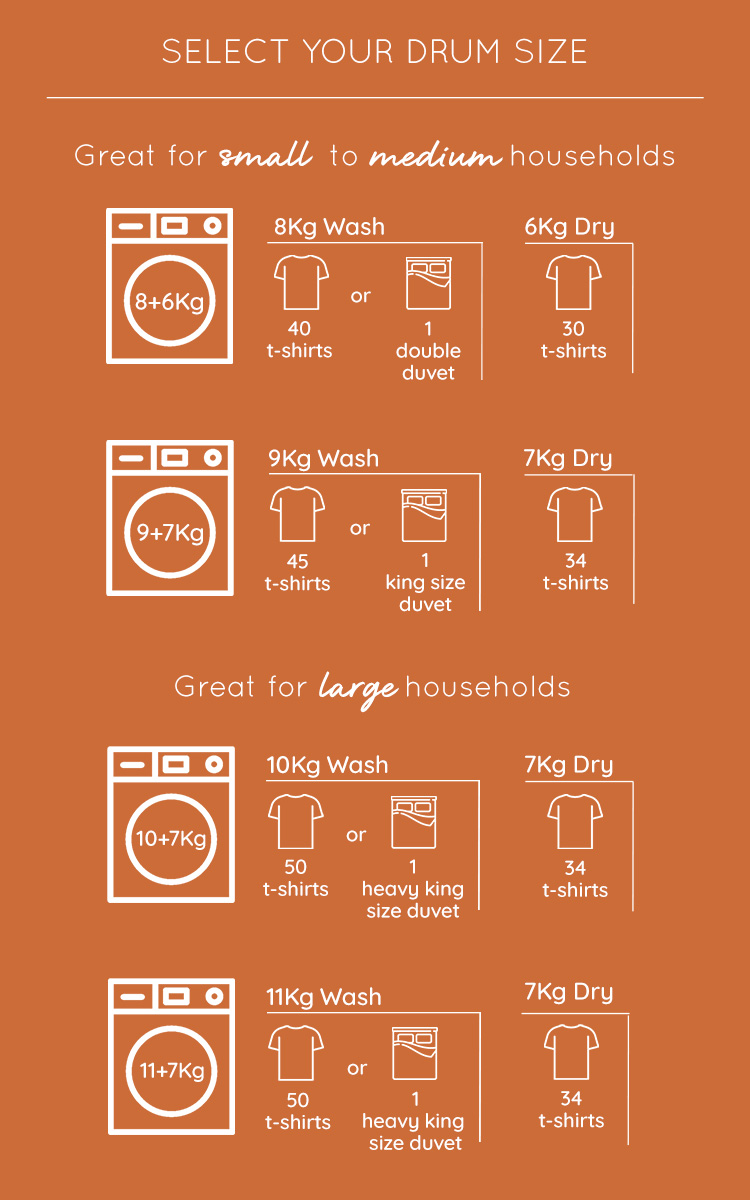 SELECT YOUR DRUM SIZE
Great for small to medium households
8+6Kg
8Kg Wash
40
t-shirts
or
1
double
duvet
6Kg Dry
30
t-shirts
9+7Kg
9Kg Wash
45
t-shirts
or
1
king size
duvet
7Kg Dry
34
t-shirts
Great for large households
10+7Kg
10Kg Wash
50
t-shirts
or
1
heavy king
size duvet
7Kg Dry
34
t-shirts
11+7Kg
11Kg Wash
50
t-shirts
or
1
heavy king
size duvet
7Kg Dry
34
t-shirts